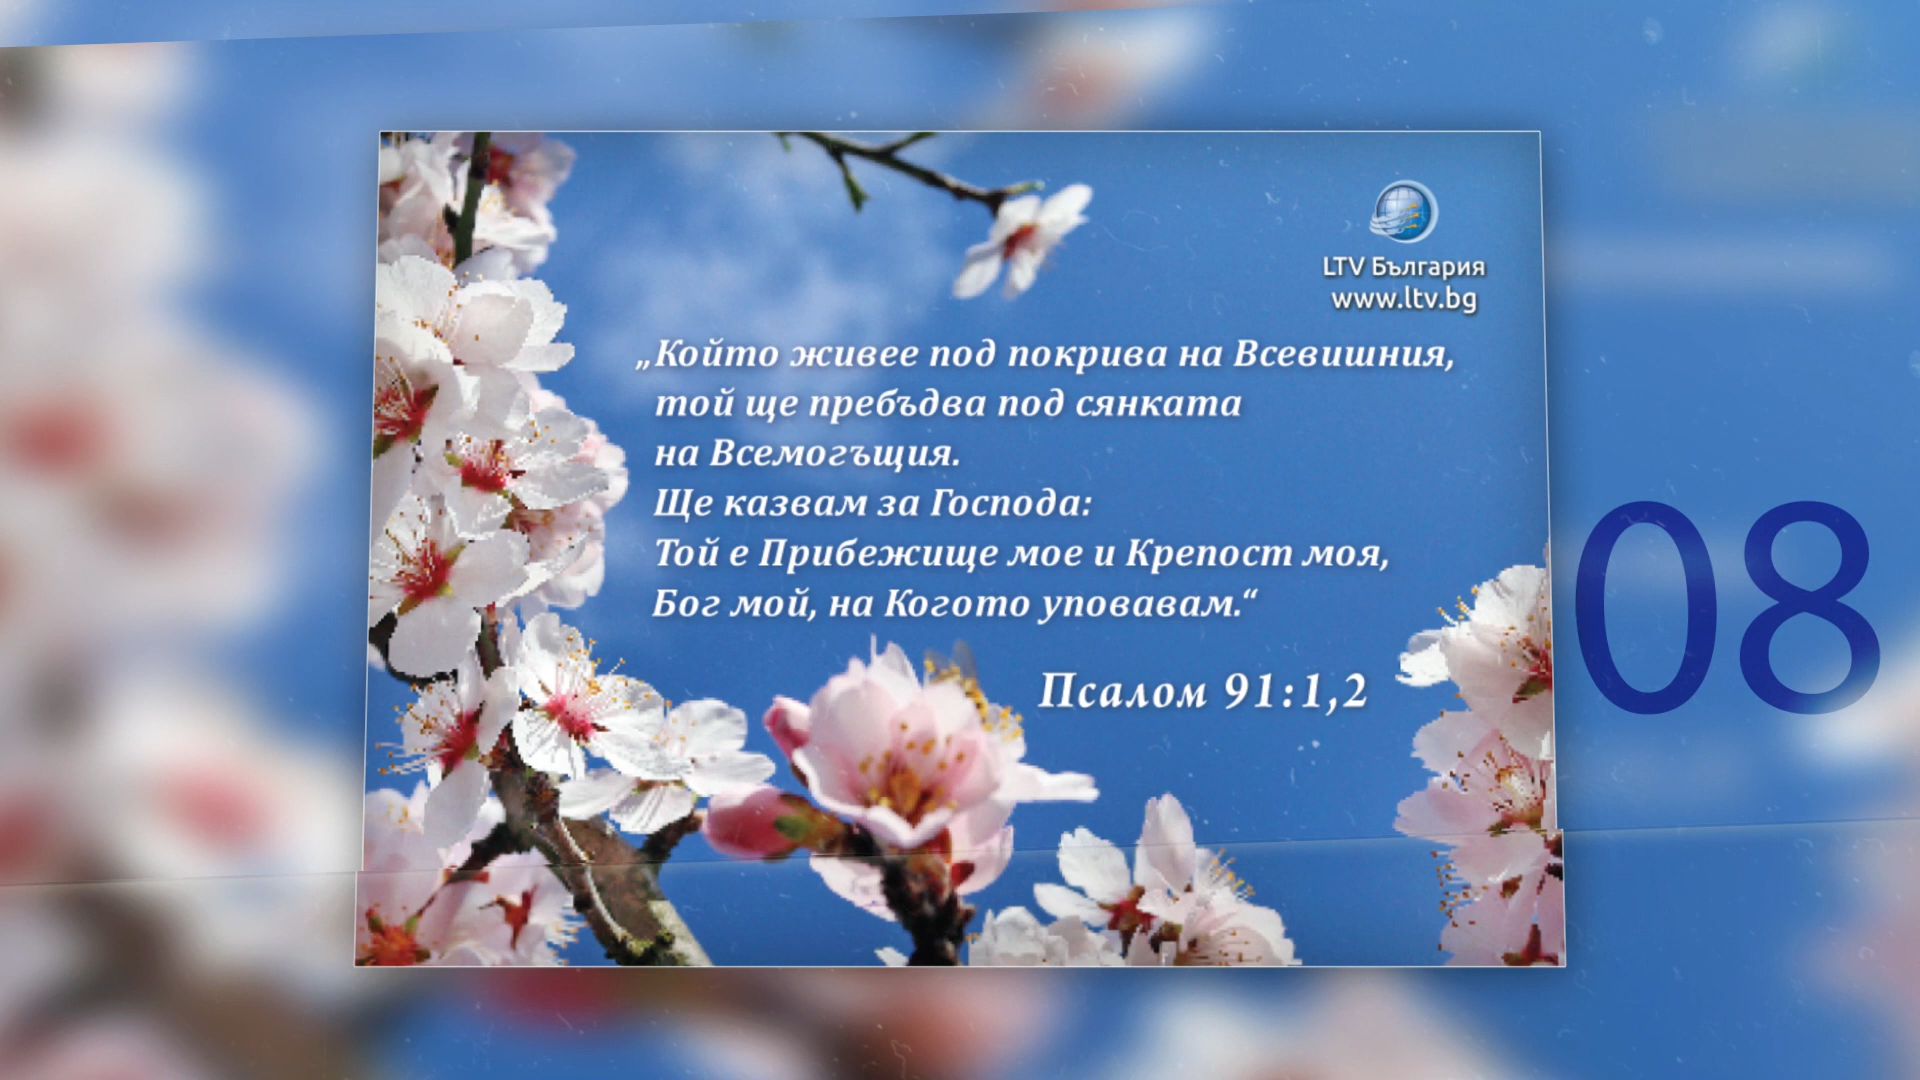 LTV България
www.ltv.bg
„Който живее под покрива на Всевишния,
той ще пребъдва под сянката
на Всемогъщия.
Ще казвам за Господа:
Той е Прибежище мое и Крепост моя,
Бог мой, на Когото уповавам.“
Псалом 91:1,2
08